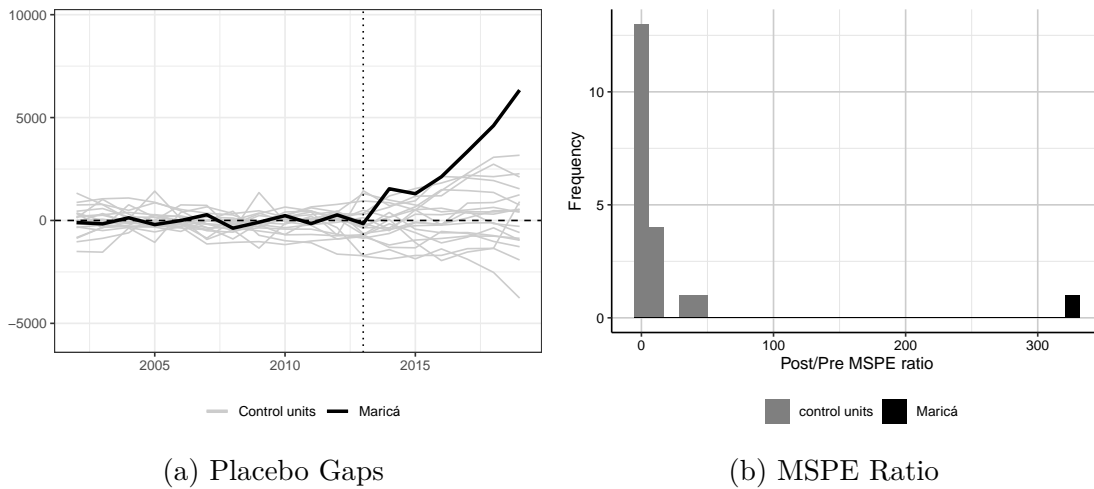 10000
5000
0
−5000
2005
2010
2015
Control units
Maricá
(a) Placebo Gaps
Frequency
10
5
0
0
100
200
300
Post/Pre MSPE ratio
control units
Maricá
(b) MSPE Ratio